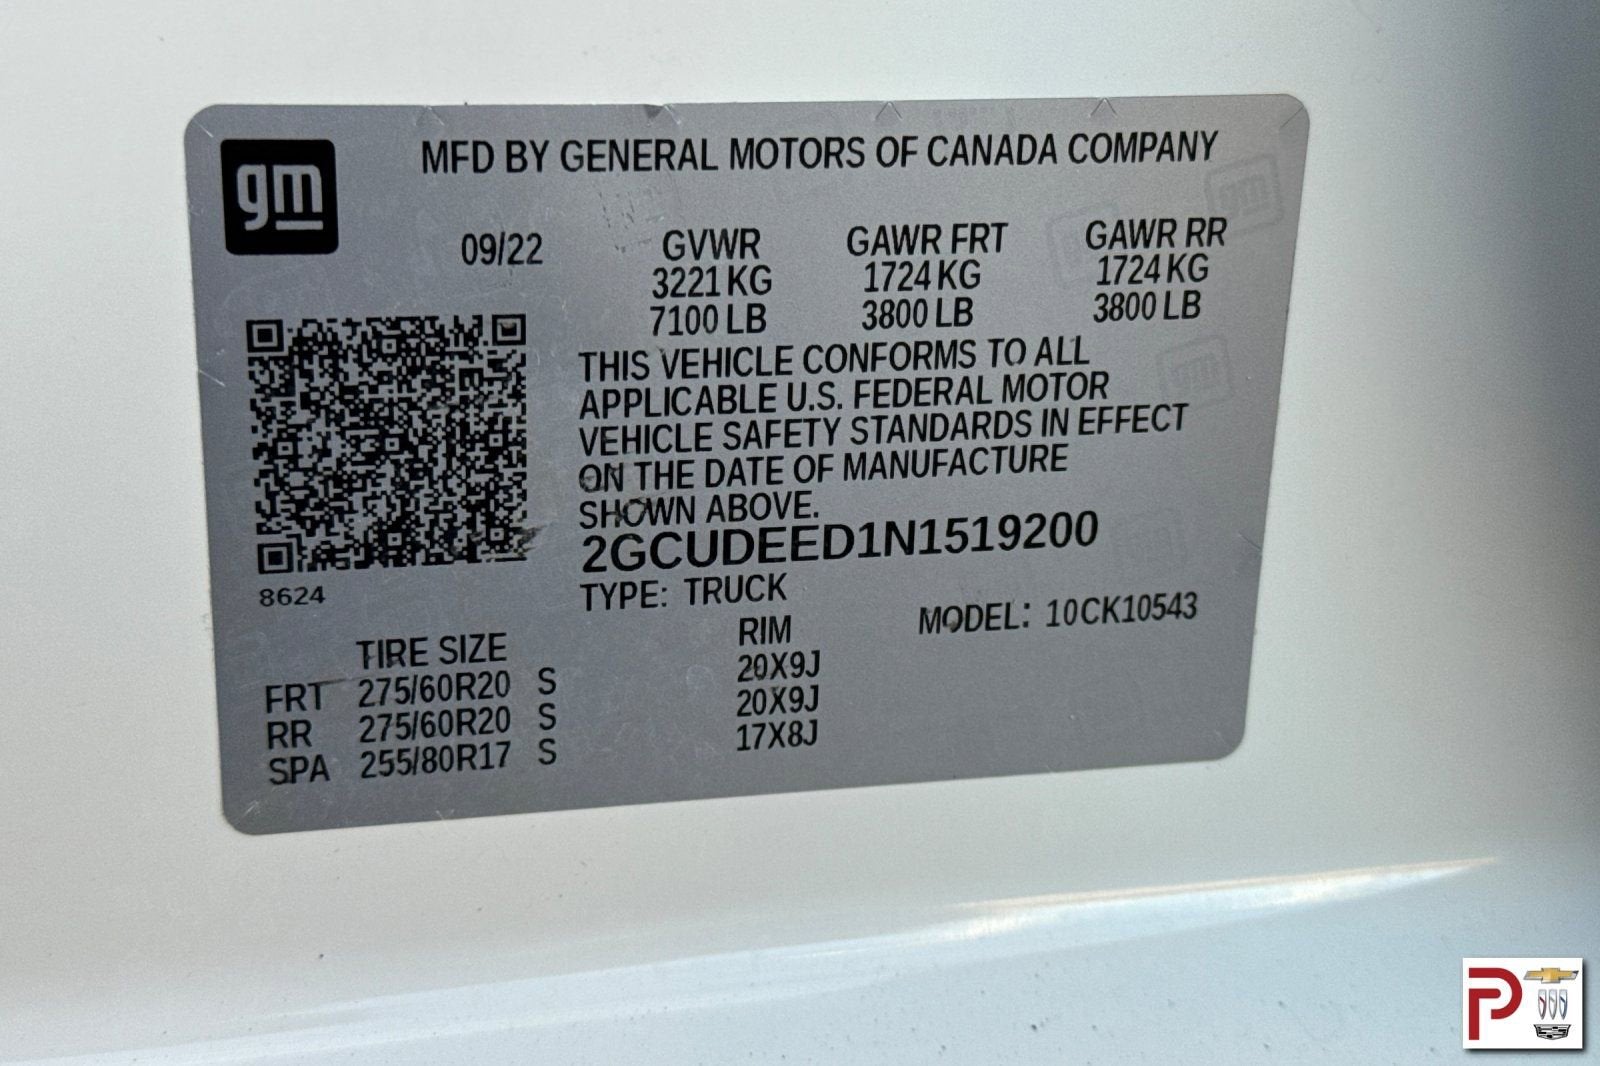 gm
MFD BY GENERAL MOTORS OF CANADA COMPANY
09/22
GVWR GAWR FRT GAWR RR
3221 KG 1724 KG 1724 KG
7100 LB 3800 LB 3800 LB
THIS VEHICLE CONFORMS TO ALL
APPLICABLE U.S. FEDERAL MOTOR
VEHICLE SAFETY STANDARDS IN EFFECT
ON THE DATE OF MANUFACTURE
SHOWN ABOVE.
2GCUDEED1N1519200
TYPE: TRUCK
MODEL: 10CK10543
8624
TIRE SIZE RIM
FRT 275/60R20 S 20X9J
RR 275/60R20 S 20X9J
SPA 255/80R17 S 17X8J
P